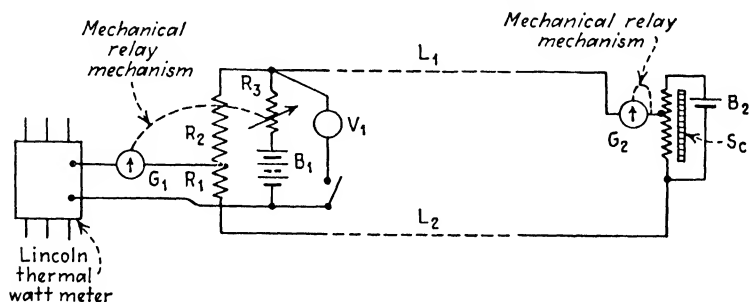 Mechanical
relay
mechanism
Mechanical relay
mechanism
L₁
R₃
R₂
V₁
B₂
G₂
S꜀
B₁
G₁
R₁
L₂
Lincoln
thermal
watt meter